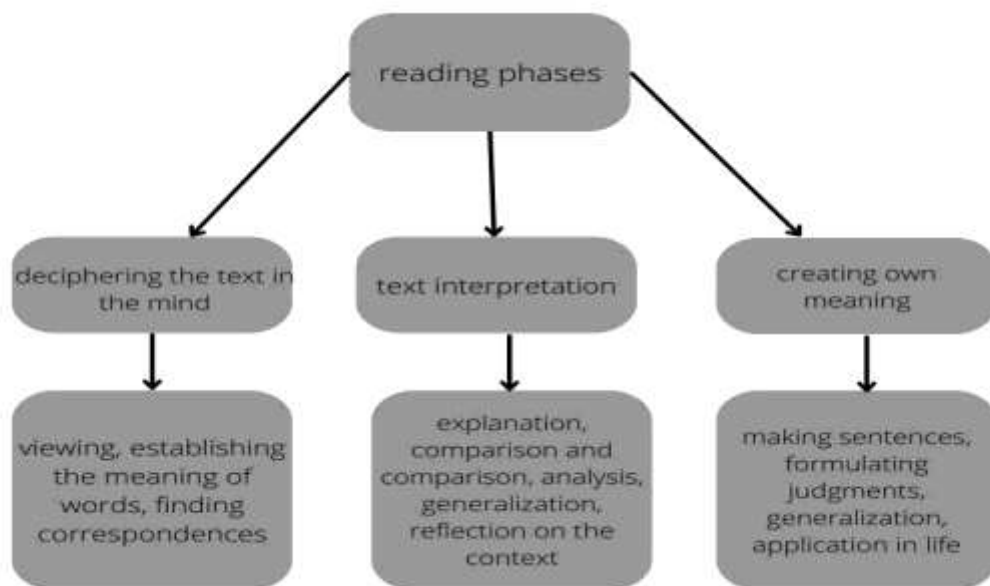 reading phases
deciphering the text in
the mind
text interpretation
creating own
meaning
viewing, establishing
the meaning of
words, finding
correspondences
explanation,
comparison and
comparison, analysis,
generalization,
reflection on the
context
making sentences,
formulating
judgments,
generalization,
application in life